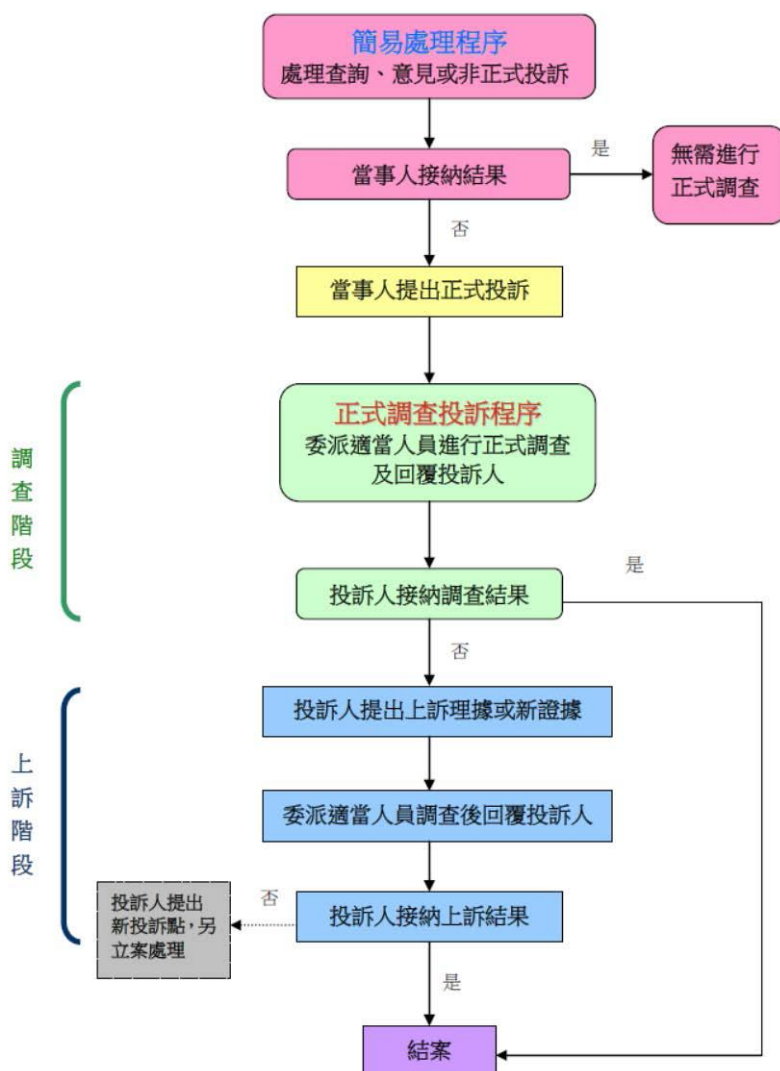 簡易處理程序
處理查詢、意見或非正式投訴
當事人接納結果
是
無需進行
正式調查
否
當事人提出正式投訴
調
查
階
段
正式調查投訴程序
委派適當人員進行正式調查
及回覆投訴人
投訴人接納調查結果
是
否
上
訴
階
段
投訴人提出上訴理據或新證據
委派適當人員調查後回覆投訴人
投訴人接納上訴結果
否
投訴人提出
新投訴點，另
立案處理
是
結案